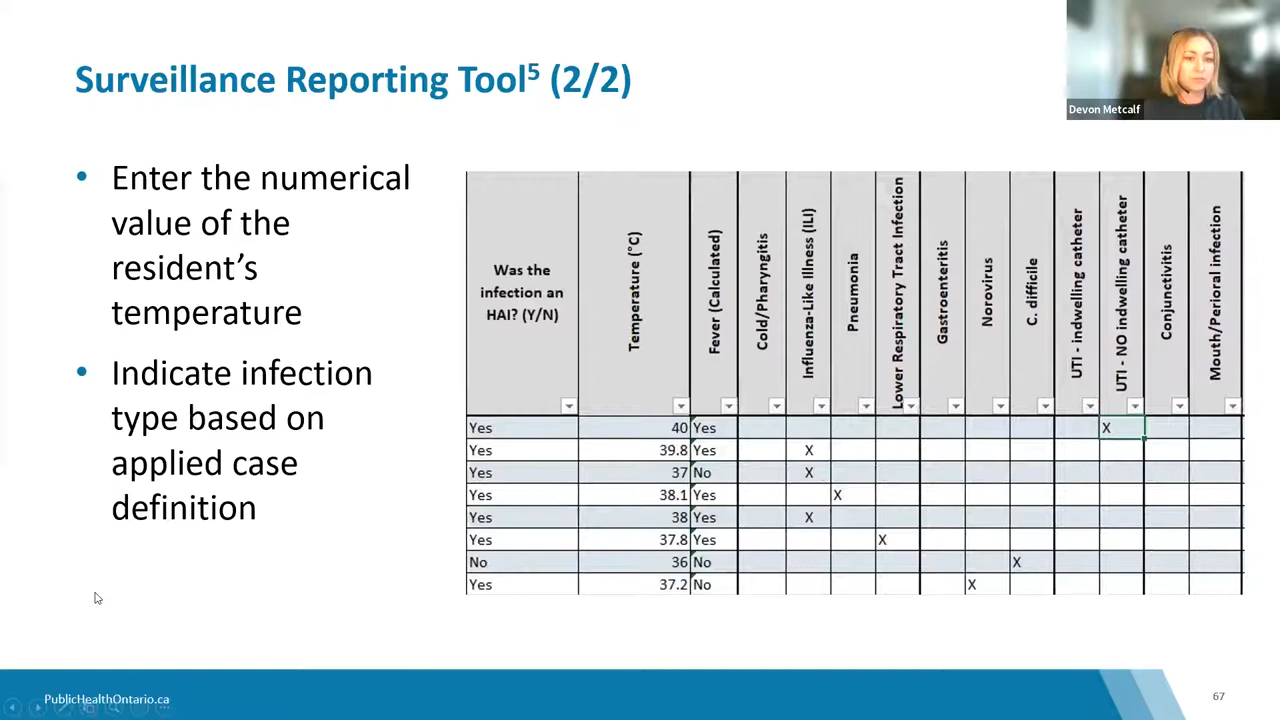 Surveillance Reporting Tool5 (2/2)
Devon Metcalf
• Enter the numerical
value of the
resident’s
temperature
• Indicate infection
type based on
applied case
definition
Was the
infection an
HAI? (Y/N)
Temperature (°C)
Fever (Calculated)
Cold/Pharyngitis
Influenza-Like Illness (ILI)
Pneumonia
Lower Respiratory Tract Infection
Gastroenteritis
Norovirus
C. difficile
UTI - indwelling catheter
UTI - NO indwelling catheter
Conjunctivitis
Mouth/Perioral infection
Yes 40 Yes X
Yes 39.8 Yes X
Yes 37 No X
Yes 38.1 Yes X
Yes 38 Yes X
Yes 37.8 Yes X
No 36 No X
Yes 37.2 No X
PublicHealthOntario.ca
67